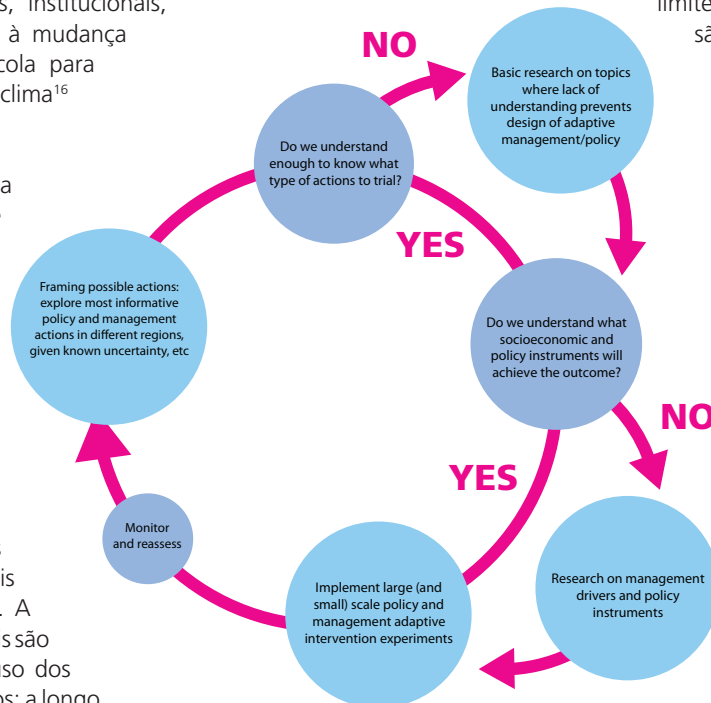 s, institucionais,
à mudança
cola para
clima16
a
limite
sã
NO
Basic research on topics
where lack of
understanding prevents
design of adaptive
management/policy
Do we understand
enough to know what
type of actions to trial?
YES
Framing possible actions:
explore most informative
policy and management
actions in different regions,
given known uncertainty, etc
Do we understand what
socioeconomic and
policy instruments will
achieve the outcome?
NO
YES
Monitor
and reassess
Implement large (and
small) scale policy and
management adaptive
intervention experiments
Research on management
drivers and policy
instruments
s
is
. A
is são
uso dos
os; a longo